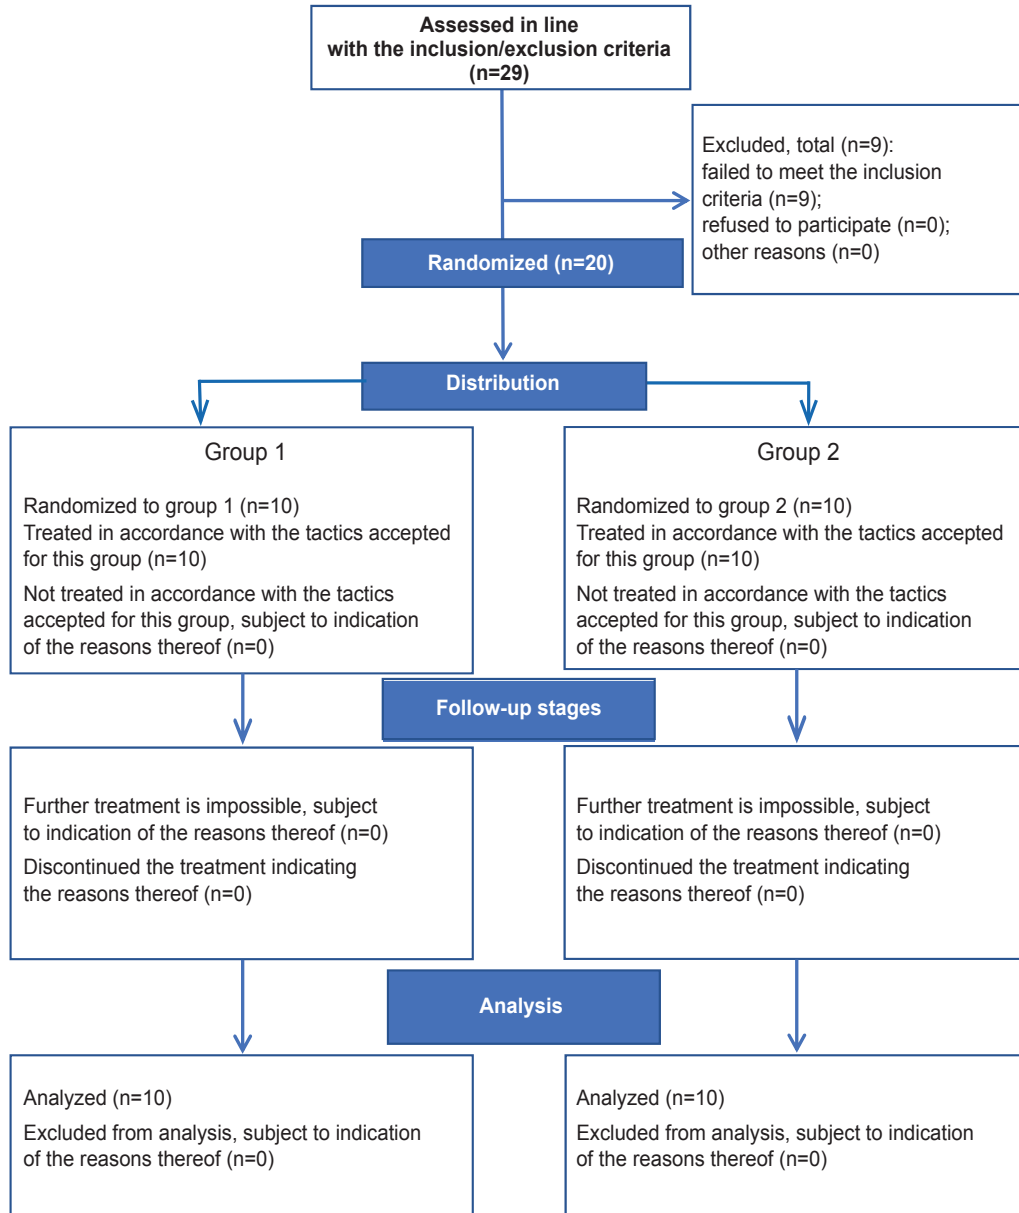 Assessed in line
with the inclusion/exclusion criteria
(n=29)
Excluded, total (n=9):
failed to meet the inclusion
criteria (n=9);
refused to participate (n=0);
other reasons (n=0)
Randomized (n=20)
Distribution
Group 1
Randomized to group 1 (n=10)
Treated in accordance with the tactics accepted
for this group (n=10)
Not treated in accordance with the tactics
accepted for this group, subject to indication
of the reasons thereof (n=0)
Group 2
Randomized to group 2 (n=10)
Treated in accordance with the tactics accepted
for this group (n=10)
Not treated in accordance with the tactics
accepted for this group, subject to indication
of the reasons thereof (n=0)
Follow-up stages
Further treatment is impossible, subject
to indication of the reasons thereof (n=0)
Discontinued the treatment indicating
the reasons thereof (n=0)
Further treatment is impossible, subject
to indication of the reasons thereof (n=0)
Discontinued the treatment indicating
the reasons thereof (n=0)
Analysis
Analyzed (n=10)
Excluded from analysis, subject to indication
of the reasons thereof (n=0)
Analyzed (n=10)
Excluded from analysis, subject to indication
of the reasons thereof (n=0)